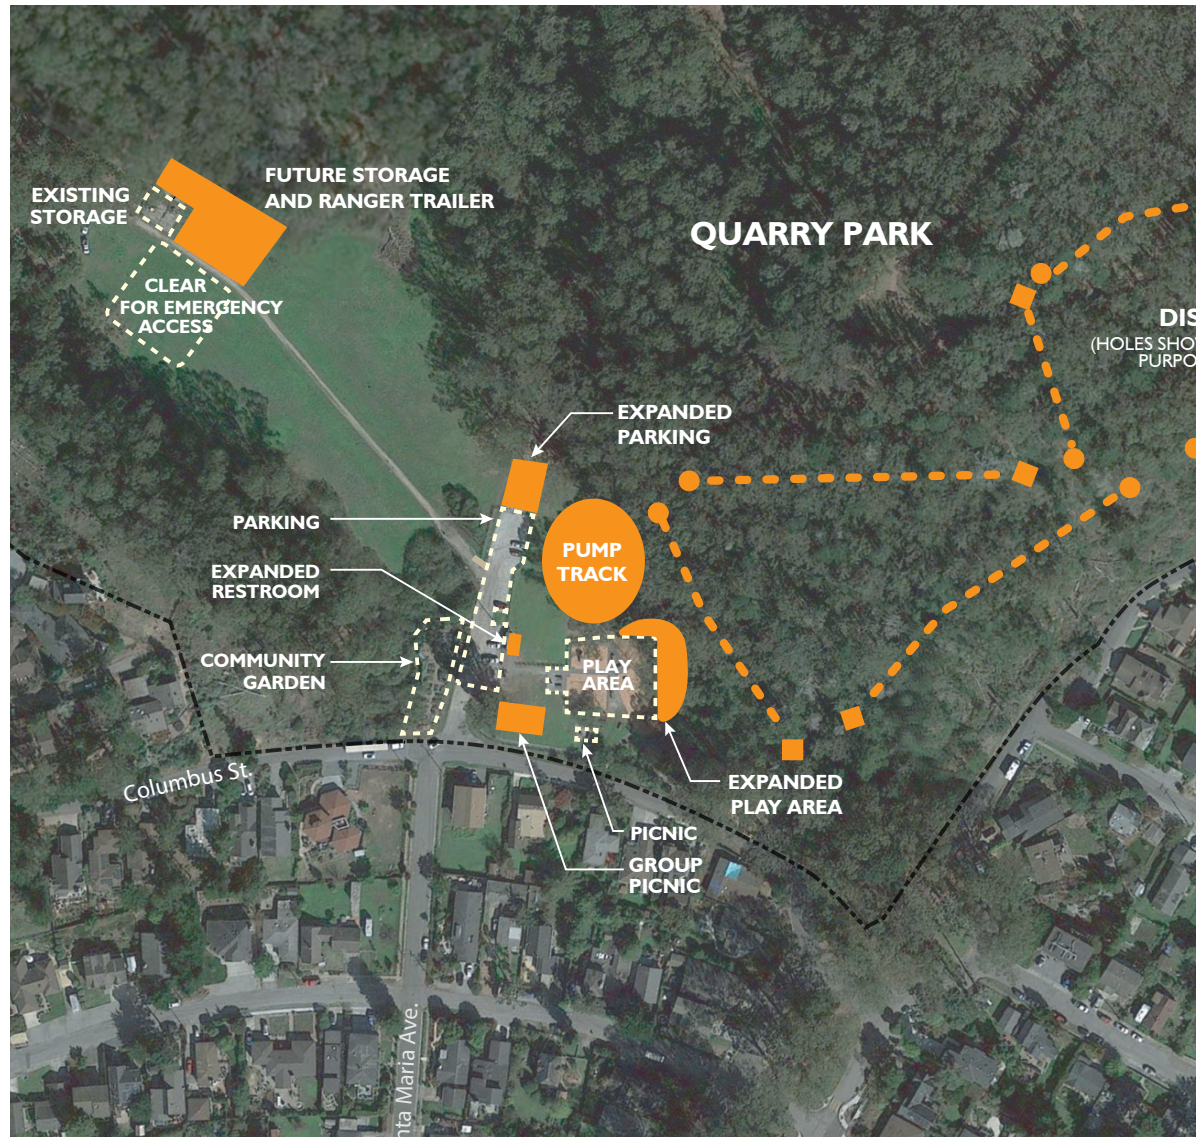 FUTURE STORAGE
AND RANGER TRAILER
EXISTING
STORAGE
QUARRY PARK
CLEAR
FOR EMERGENCY
ACCESS
DIS
(HOLES SHO
PURPO
EXPANDED
PARKING
PARKING
PUMP
TRACK
EXPANDED
RESTROOM
COMMUNITY
GARDEN
PLAY
AREA
Columbus St.
EXPANDED
PLAY AREA
PICNIC
GROUP
PICNIC
nta Maria Ave.